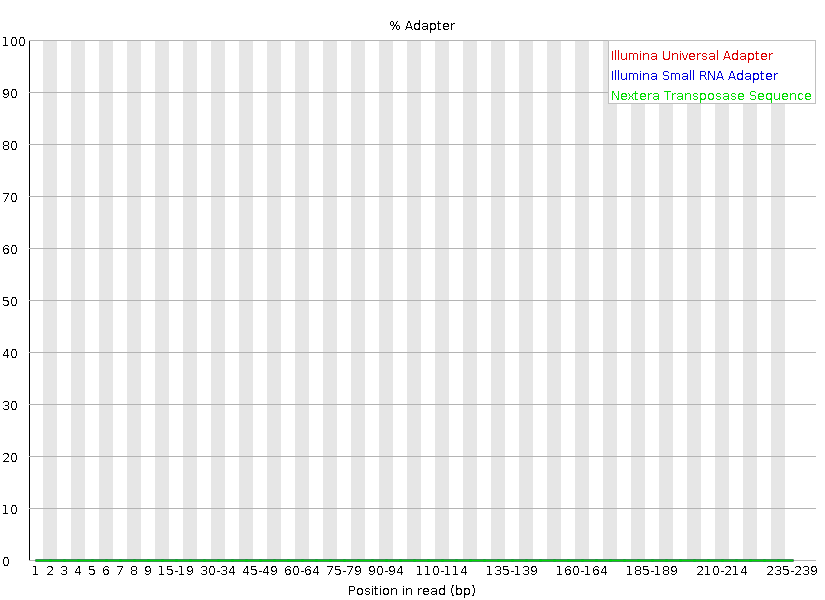 % Adapter
100
Illumina Universal Adapter
Illumina Small RNA Adapter
Nextera Transposase Sequence
90
80
70
60
50
40
30
20
10
0
1 2 3 4 5 6 7 8 9 15-19 30-34 45-49 60-64 75-79 90-94 110-114 135-139 160-164 185-189 210-214 235-239
Position in read (bp)